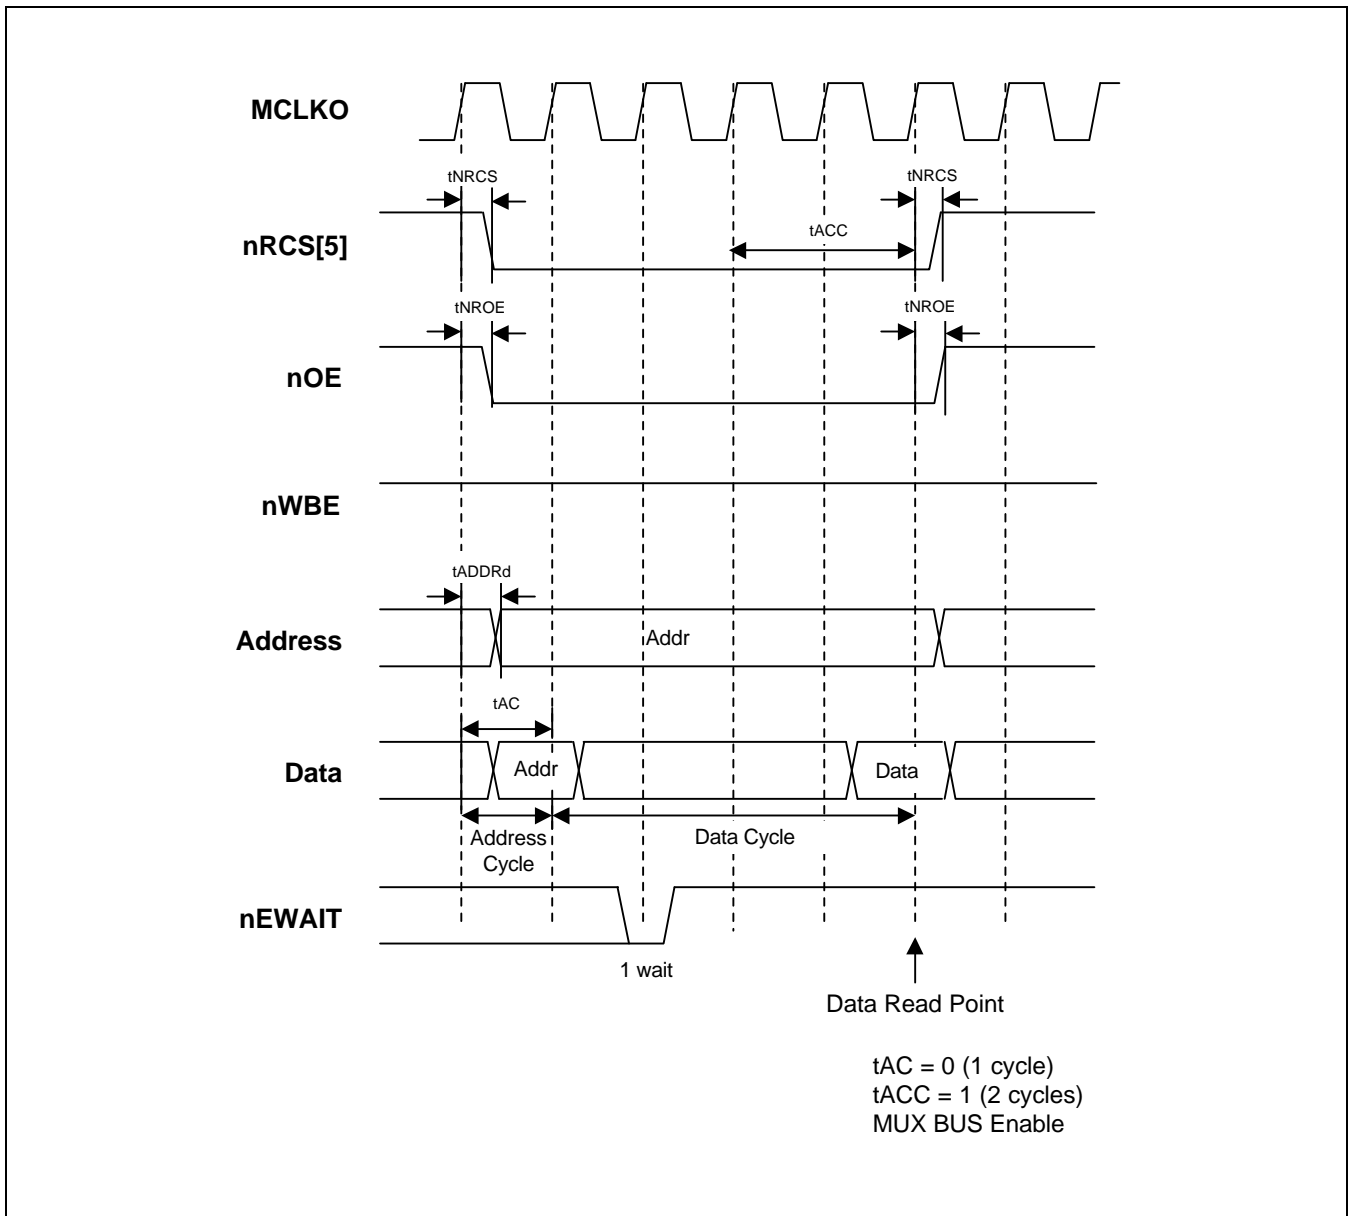 MCLKO
tNRCS
tNRCS
nRCS[5]
tACC
tNROE
tNROE
nOE
nWBE
tADDRd
Address
Addr
tAC
Data
Addr
Data
Address
Cycle
Data Cycle
nEWAIT
1 wait
Data Read Point
tAC = 0 (1 cycle)
tACC = 1 (2 cycles)
MUX BUS Enable